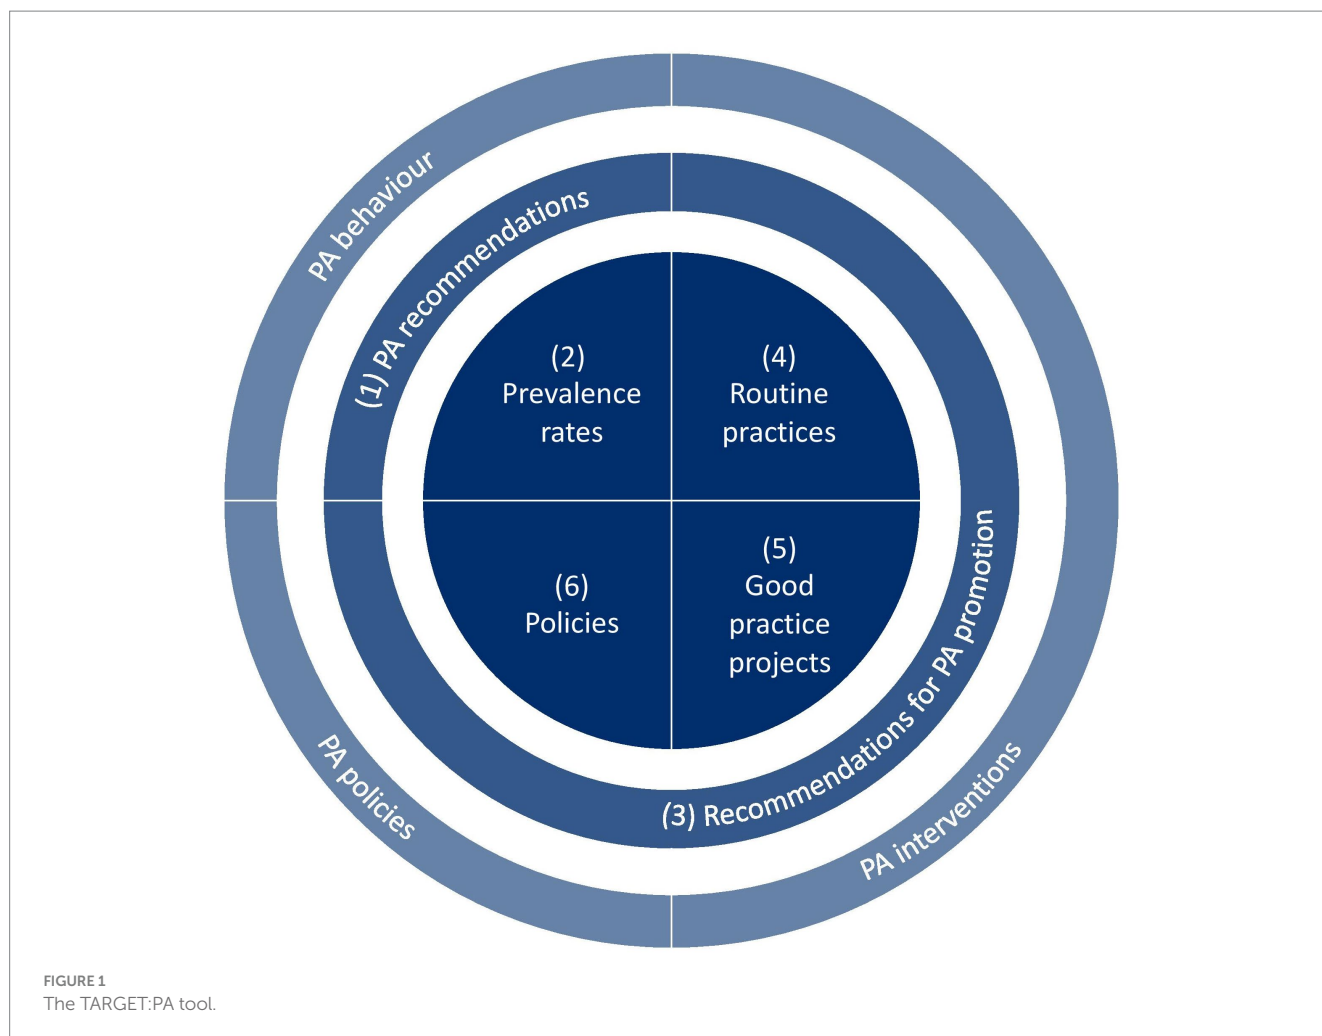 PA behaviour
(1) PA recommendations
(2)
Prevalence
rates
(4)
Routine
practices
(6)
Policies
(5)
Good
practice
projects
(3) Recommendations for PA promotion
PA policies
PA interventions
FIGURE 1
The TARGET:PA tool.